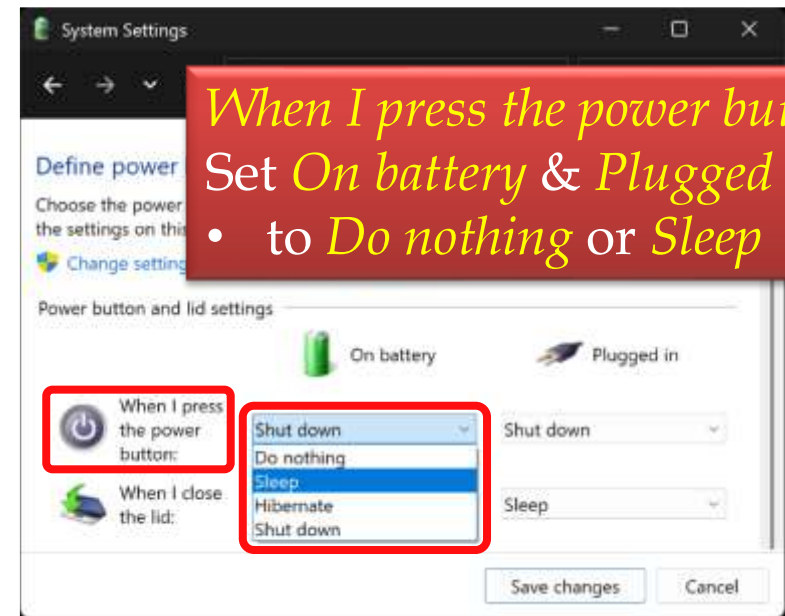 System Settings
When I press the power but
Set On battery & Plugged
• to Do nothing or Sleep
Define power
Choose the power
the settings on this
Change setting
Power button and lid settings
On battery
Plugged in
When I press
the power
button:
Shut down
Shut down
Do nothing
Sleep
Hibernate
Shut down
When I close
the lid:
Sleep
Save changes
Cancel